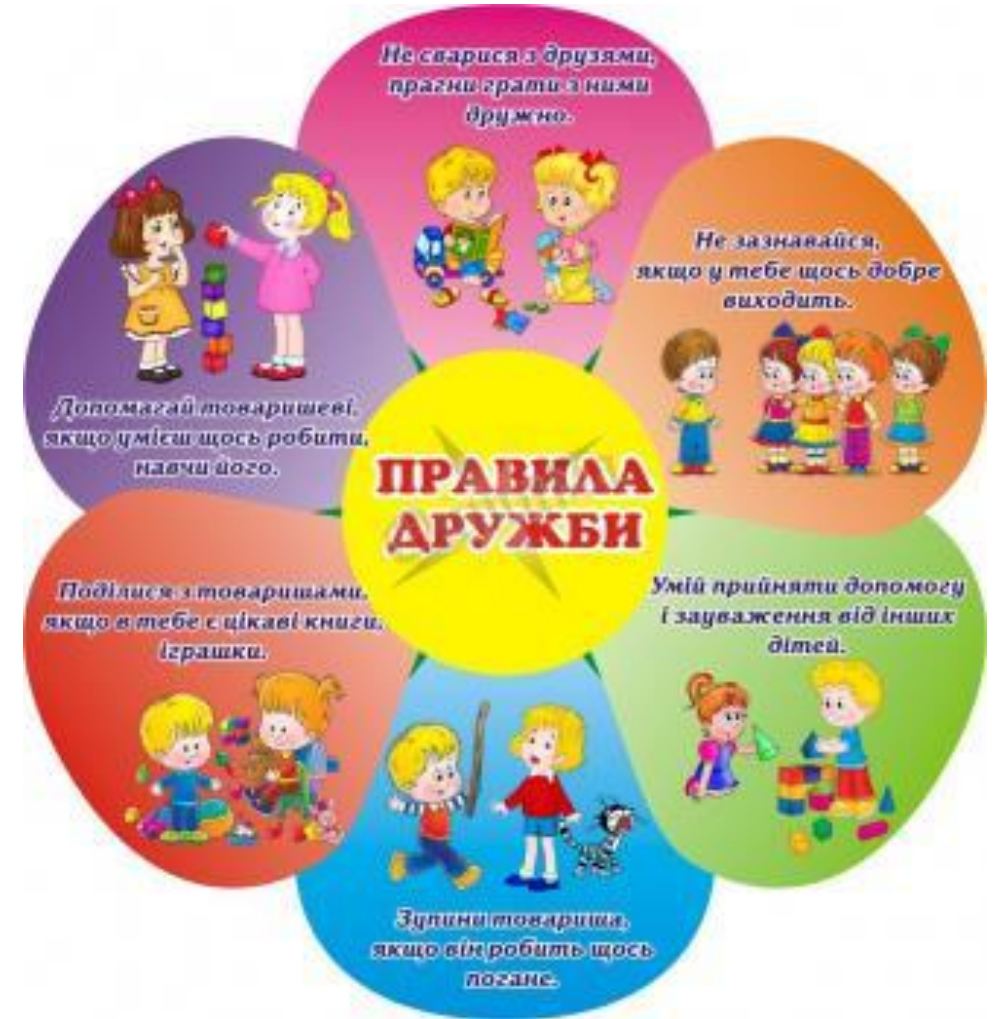 Не сварися з друзями,
прагни грати з ними
дружно.
Не зазнавайся,
якщо у тебе щось добре
виходить.
Умій прийняти допомогу
і зауваження від інших
дітей.
Зупини товариша,
якщо він робить щось
погане.
Поділися з товаришами,
якщо в тебе є цікаві книги,
іграшки.
Допомагай товаришеві,
якщо умієш щось робити,
навчи його.
ПРАВИЛА
ДРУЖБИ